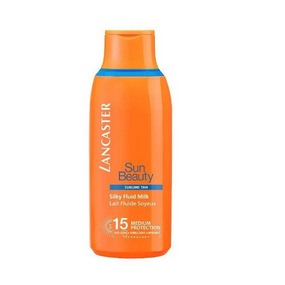 LANCASTER
Sun
Beauty
SUBLIME TAN
Silky Fluid Milk
Lait Fluide Soyeux
15 MEDIUM
PROTECTION